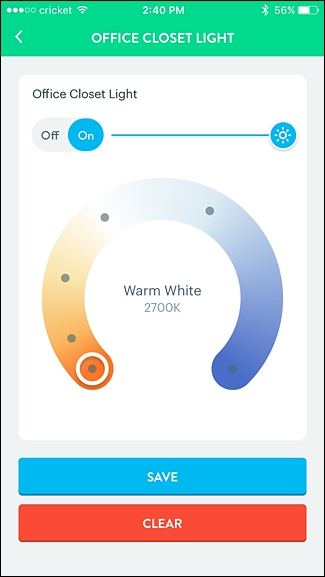 cricket 2:40 PM 56%
OFFICE CLOSET LIGHT
Office Closet Light
Off On
Warm White
2700K
SAVE
CLEAR